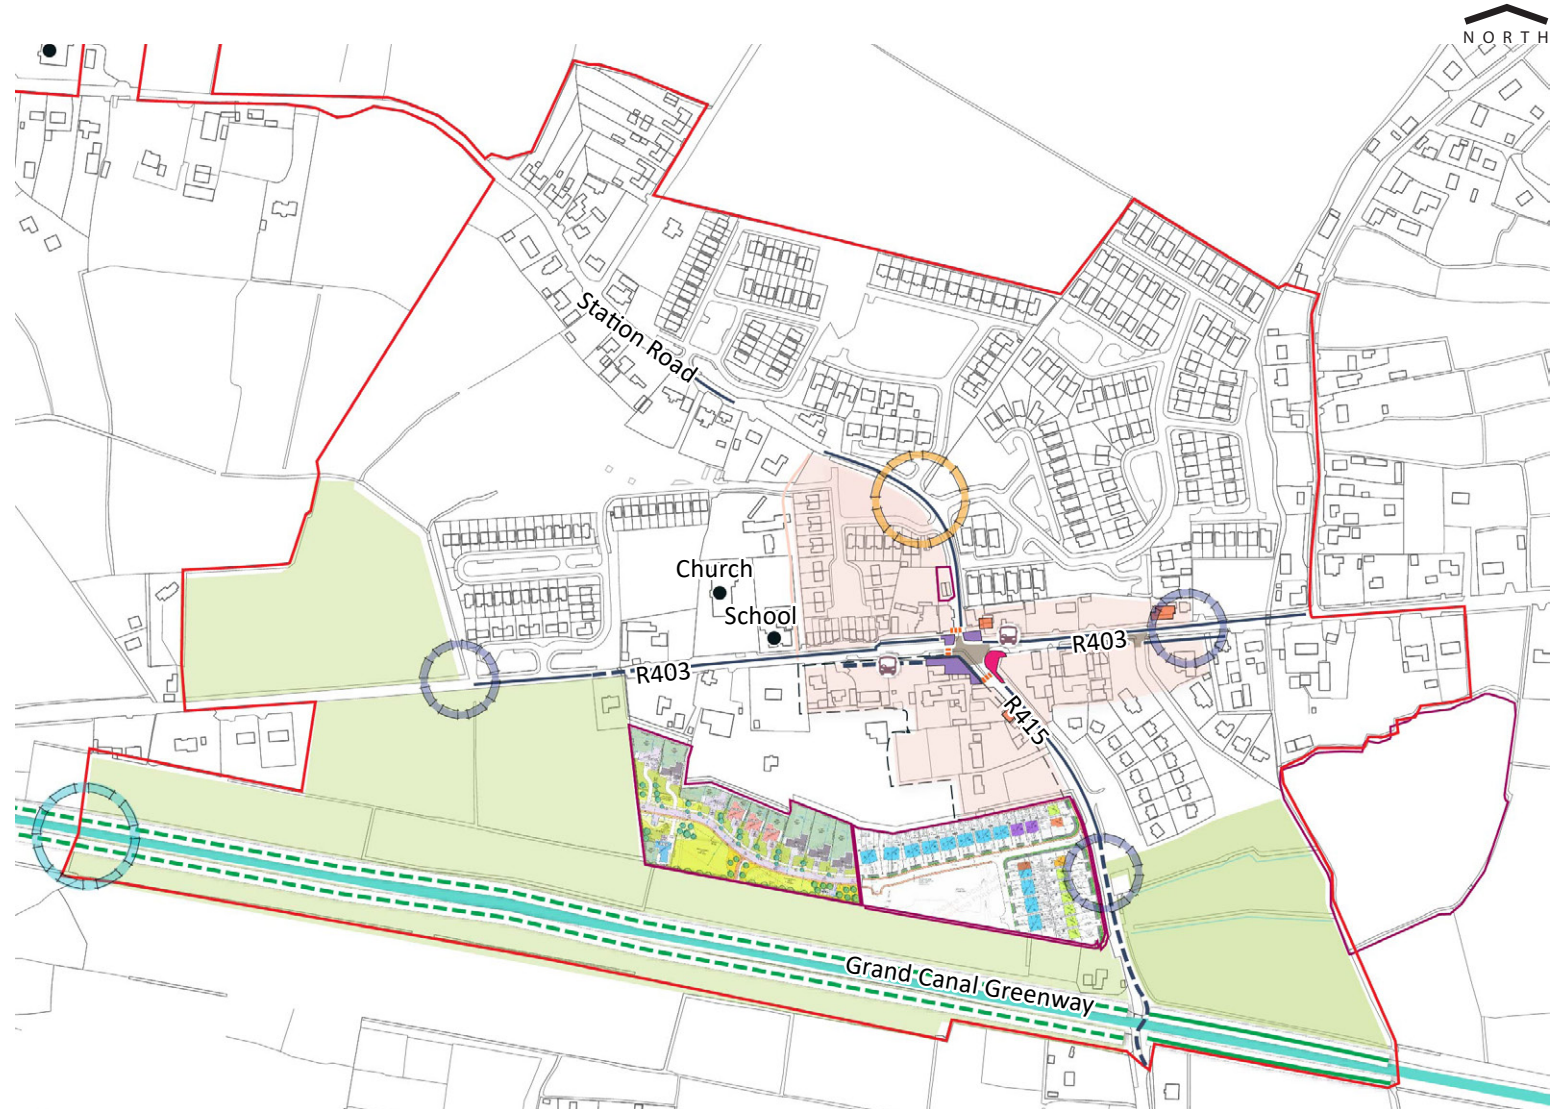 NORTH
Station Road
Church
School
R403
R403
R415
Grand Canal Greenway